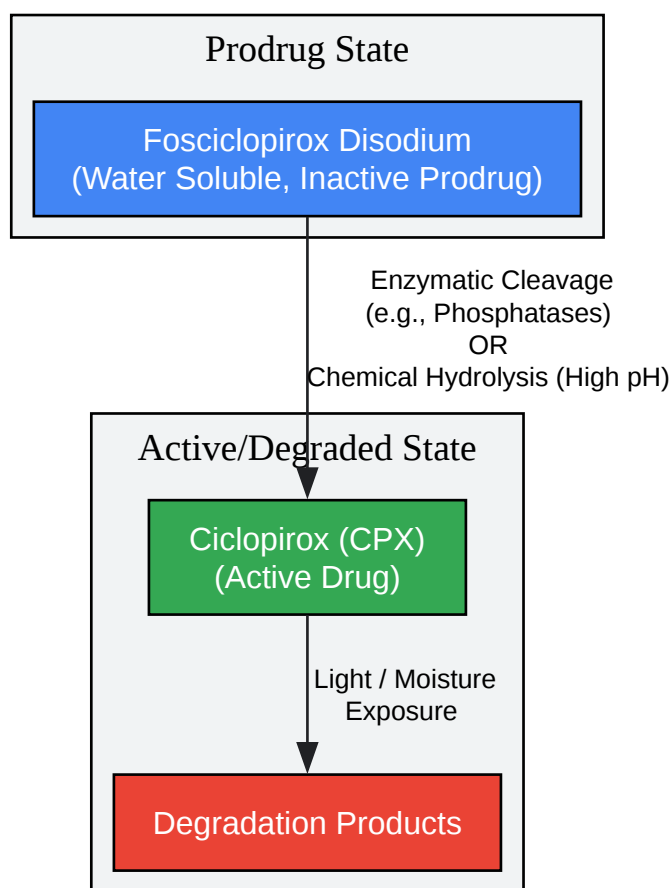 Prodrug State
Fosciclopirox Disodium
(Water Soluble, Inactive Prodrug)
Enzymatic Cleavage
(e.g., Phosphatases)
OR
Chemical Hydrolysis (High pH)
Active/Degraded State
Ciclopirox (CPX)
(Active Drug)
Light / Moisture
Exposure
Degradation Products